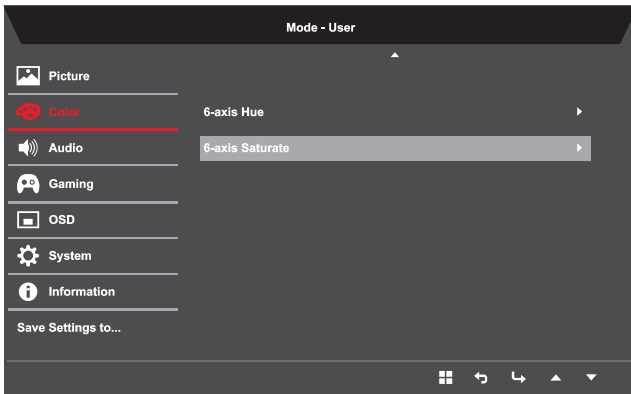 Mode - User
Picture
Color
6-axis Hue
Audio
6-axis Saturate
Gaming
OSD
System
Information
Save Settings to...